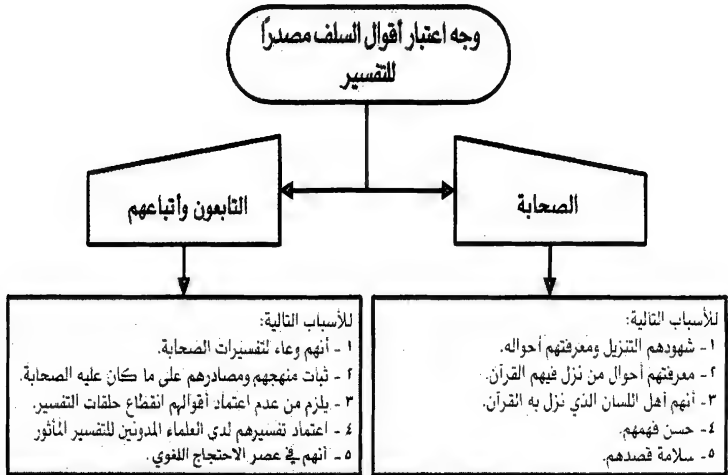 وجه اعتبار أقوال السلف مصدراً
للتفسير
الصحابة
التابعون وأتباعهم
للأسباب التالية:
١ - شهودهم التنزيل ومعرفتهم أحواله.
٢ - معرفتهم أحوال من نزل فيهم القرآن.
٣ - أنهم أهل اللسان الذي نزل به القرآن.
٤ - حسن فهمهم.
٥ - سلامة قصدهم.
للأسباب التالية:
١ - أنهم وعاء لتفسيرات الصحابة.
٢ - ثبات منهجهم ومصادرهم على ما كان عليه الصحابة.
٣ - يلزم من عدم اعتماد أقوالهم انقطاع حلقات التفسير.
٤ - اعتماد تفسيرهم لدى العلماء المدونين للتفسير المأثور
٥ - أنهم في عصر الاحتجاج اللغوي.